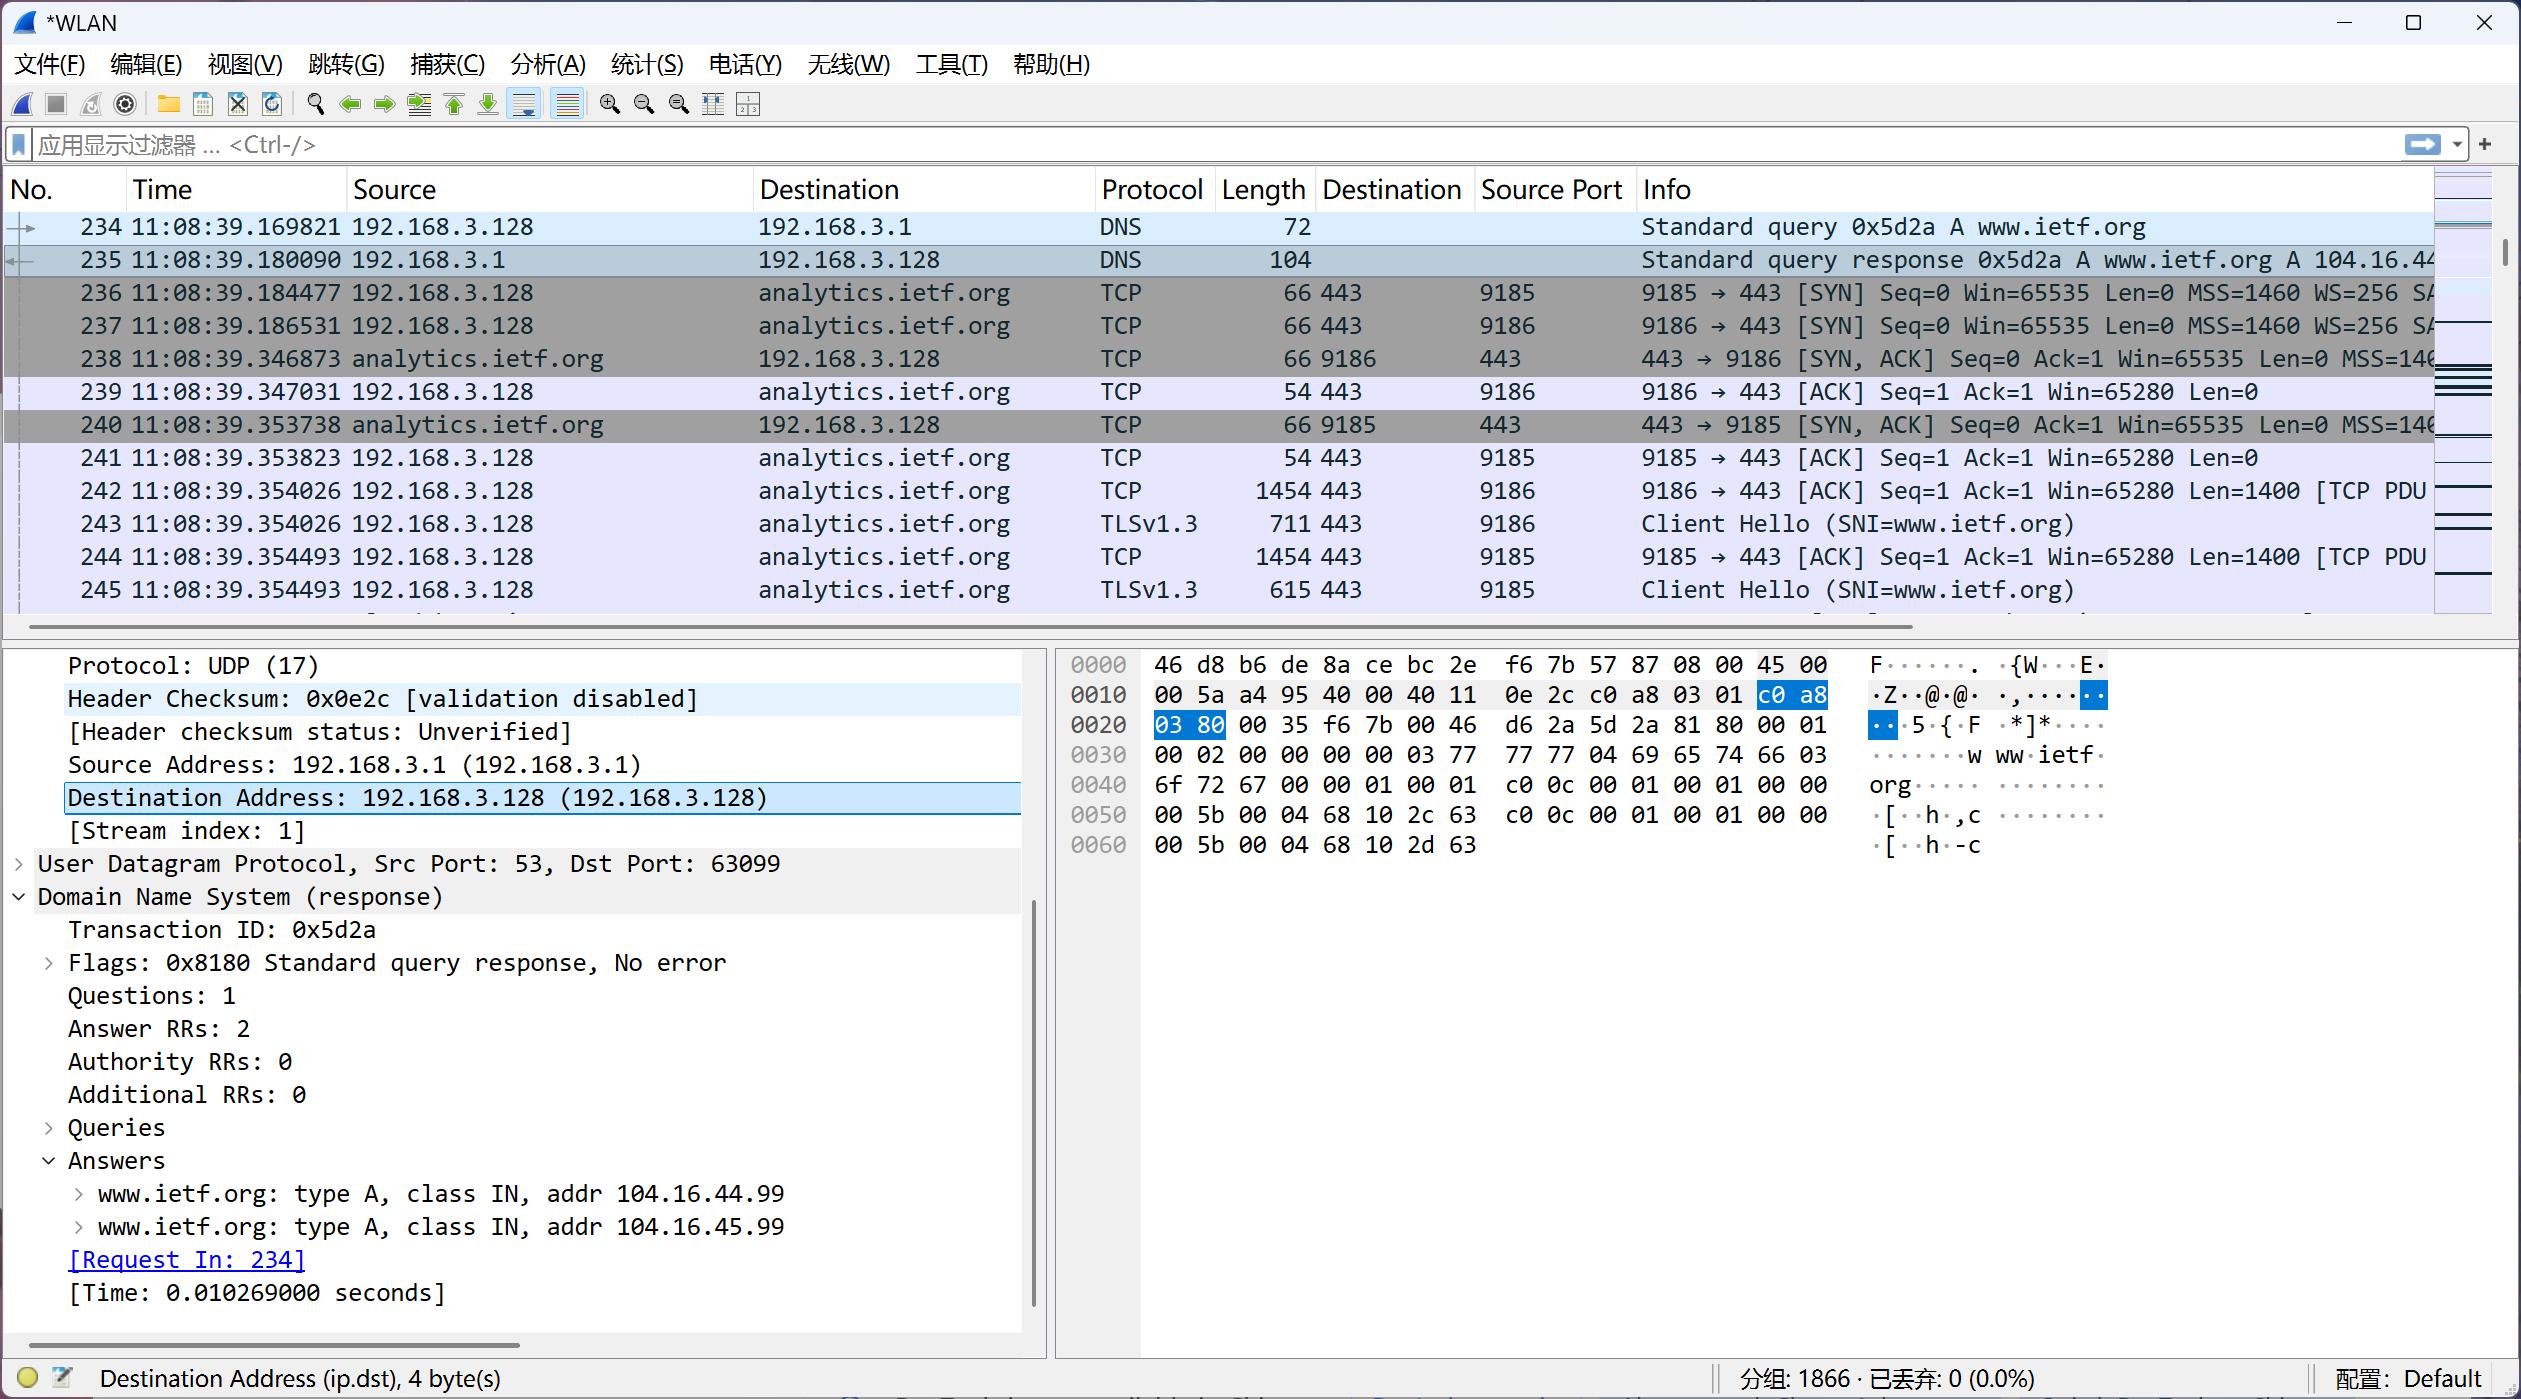 *WLAN
文件(F) 编辑(E) 视图(V) 跳转(G) 捕获(C) 分析(A) 统计(S) 电话(Y) 无线(W) 工具(T) 帮助(H)
应用显示过滤器 … <Ctrl-/>
No. Time Source Destination Protocol Length Destination Source Port Info
234 11:08:39.169821 192.168.3.128 192.168.3.1 DNS 72 Standard query 0x5d2a A www.ietf.org
235 11:08:39.180090 192.168.3.1 192.168.3.128 DNS 104 Standard query response 0x5d2a A www.ietf.org A 104.16.44
236 11:08:39.184477 192.168.3.128 analytics.ietf.org TCP 66 443 9185 9185 → 443 [SYN] Seq=0 Win=65535 Len=0 MSS=1460 WS=256 SA
237 11:08:39.186531 192.168.3.128 analytics.ietf.org TCP 66 443 9186 9186 → 443 [SYN] Seq=0 Win=65535 Len=0 MSS=1460 WS=256 SA
238 11:08:39.346873 analytics.ietf.org 192.168.3.128 TCP 66 9186 443 443 → 9186 [SYN, ACK] Seq=0 Ack=1 Win=65535 Len=0 MSS=140
239 11:08:39.347031 192.168.3.128 analytics.ietf.org TCP 54 443 9186 9186 → 443 [ACK] Seq=1 Ack=1 Win=65280 Len=0
240 11:08:39.353738 analytics.ietf.org 192.168.3.128 TCP 66 9185 443 443 → 9185 [SYN, ACK] Seq=0 Ack=1 Win=65535 Len=0 MSS=140
241 11:08:39.353823 192.168.3.128 analytics.ietf.org TCP 54 443 9185 9185 → 443 [ACK] Seq=1 Ack=1 Win=65280 Len=0
242 11:08:39.354026 192.168.3.128 analytics.ietf.org TCP 1454 443 9186 9186 → 443 [ACK] Seq=1 Ack=1 Win=65280 Len=1400 [TCP PDU
243 11:08:39.354026 192.168.3.128 analytics.ietf.org TLSv1.3 711 443 9186 Client Hello (SNI=www.ietf.org)
244 11:08:39.354493 192.168.3.128 analytics.ietf.org TCP 1454 443 9185 9185 → 443 [ACK] Seq=1 Ack=1 Win=65280 Len=1400 [TCP PDU
245 11:08:39.354493 192.168.3.128 analytics.ietf.org TLSv1.3 615 443 9185 Client Hello (SNI=www.ietf.org)
Protocol: UDP (17)
Header Checksum: 0x0e2c [validation disabled]
[Header checksum status: Unverified]
Source Address: 192.168.3.1 (192.168.3.1)
Destination Address: 192.168.3.128 (192.168.3.128)
[Stream index: 1]
User Datagram Protocol, Src Port: 53, Dst Port: 63099
Domain Name System (response)
Transaction ID: 0x5d2a
Flags: 0x8180 Standard query response, No error
Questions: 1
Answer RRs: 2
Authority RRs: 0
Additional RRs: 0
Queries
Answers
www.ietf.org: type A, class IN, addr 104.16.44.99
www.ietf.org: type A, class IN, addr 104.16.45.99
[Request In: 234]
[Time: 0.010269000 seconds]
0000 46 d8 b6 de 8a ce bc 2e f6 7b 57 87 08 00 45 00 F······. ·{W···E·
0010 00 5a a4 95 40 00 40 11 0e 2c c0 a8 03 01 c0 a8 ·Z··@·@· ·,······
0020 03 80 00 35 f6 7b 00 46 d6 2a 5d 2a 81 80 00 01 ···5·{·F ·*]*····
0030 00 02 00 00 00 00 03 77 77 77 04 69 65 74 66 03 ·······w ww·ietf·
0040 6f 72 67 00 00 01 00 01 c0 0c 00 01 00 01 00 00 org····· ········
0050 00 5b 00 04 68 10 2c 63 c0 0c 00 01 00 01 00 00 ·[··h·,c ········
0060 00 5b 00 04 68 10 2d 63 ·[··h·-c
Destination Address (ip.dst), 4 byte(s) 分组: 1866 · 已丢弃: 0 (0.0%) 配置: Default